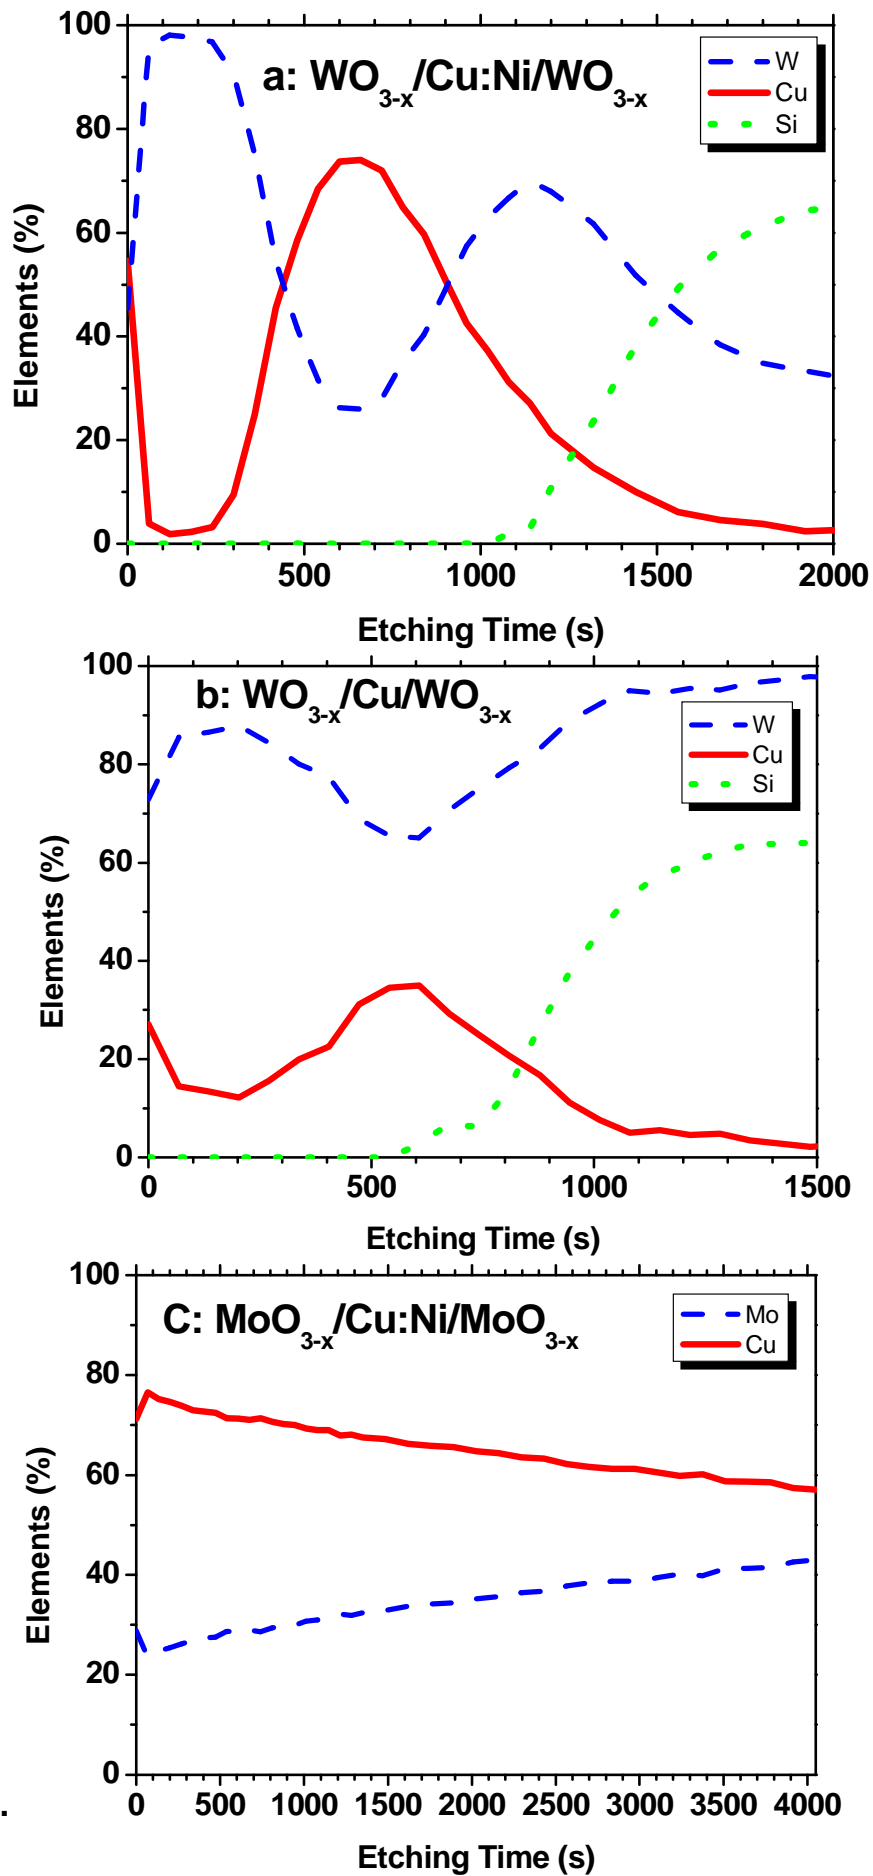 a: WO3-x/Cu:Ni/WO3-x
W
Cu
Si
Elements (%)
100
80
60
40
20
0
0 500 1000 1500 2000
Etching Time (s)
b: WO3-x/Cu/WO3-x
W
Cu
Si
Elements (%)
100
80
60
40
20
0
0 500 1000 1500
Etching Time (s)
C: MoO3-x/Cu:Ni/MoO3-x
Mo
Cu
Elements (%)
100
80
60
40
20
0
0 500 1000 1500 2000 2500 3000 3500 4000
Etching Time (s)
.